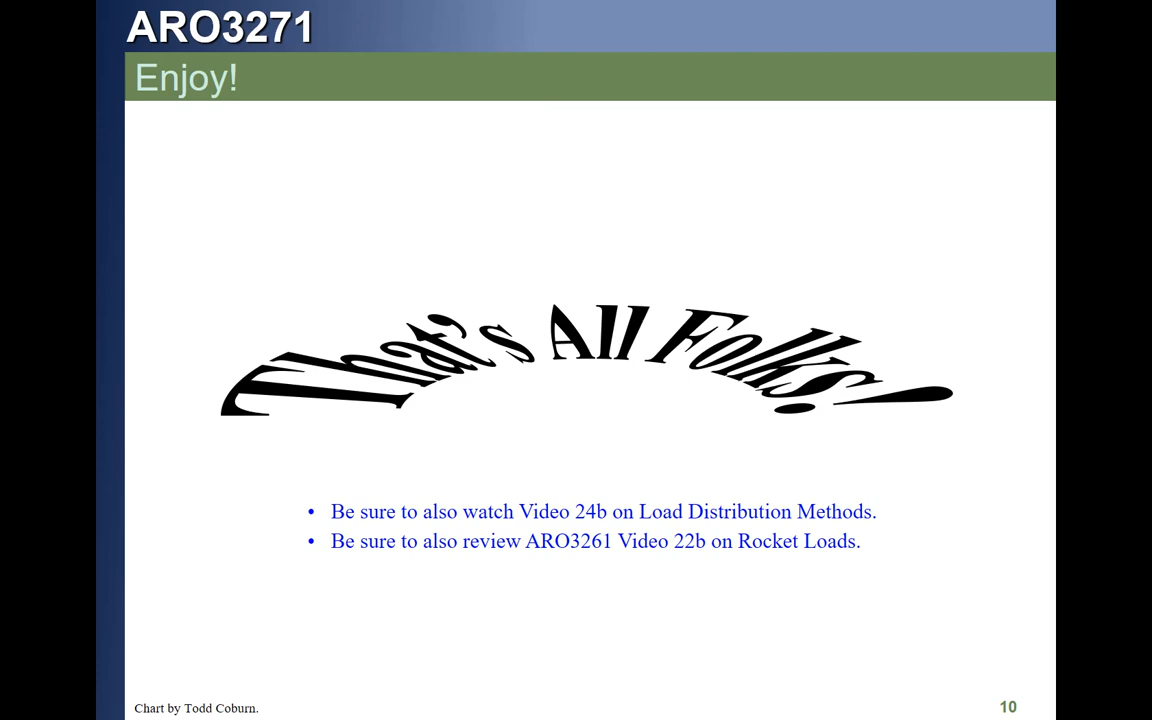 ARO3271
Enjoy!
That's All Folks!
• Be sure to also watch Video 24b on Load Distribution Methods.
• Be sure to also review ARO3261 Video 22b on Rocket Loads.
Chart by Todd Coburn.
10